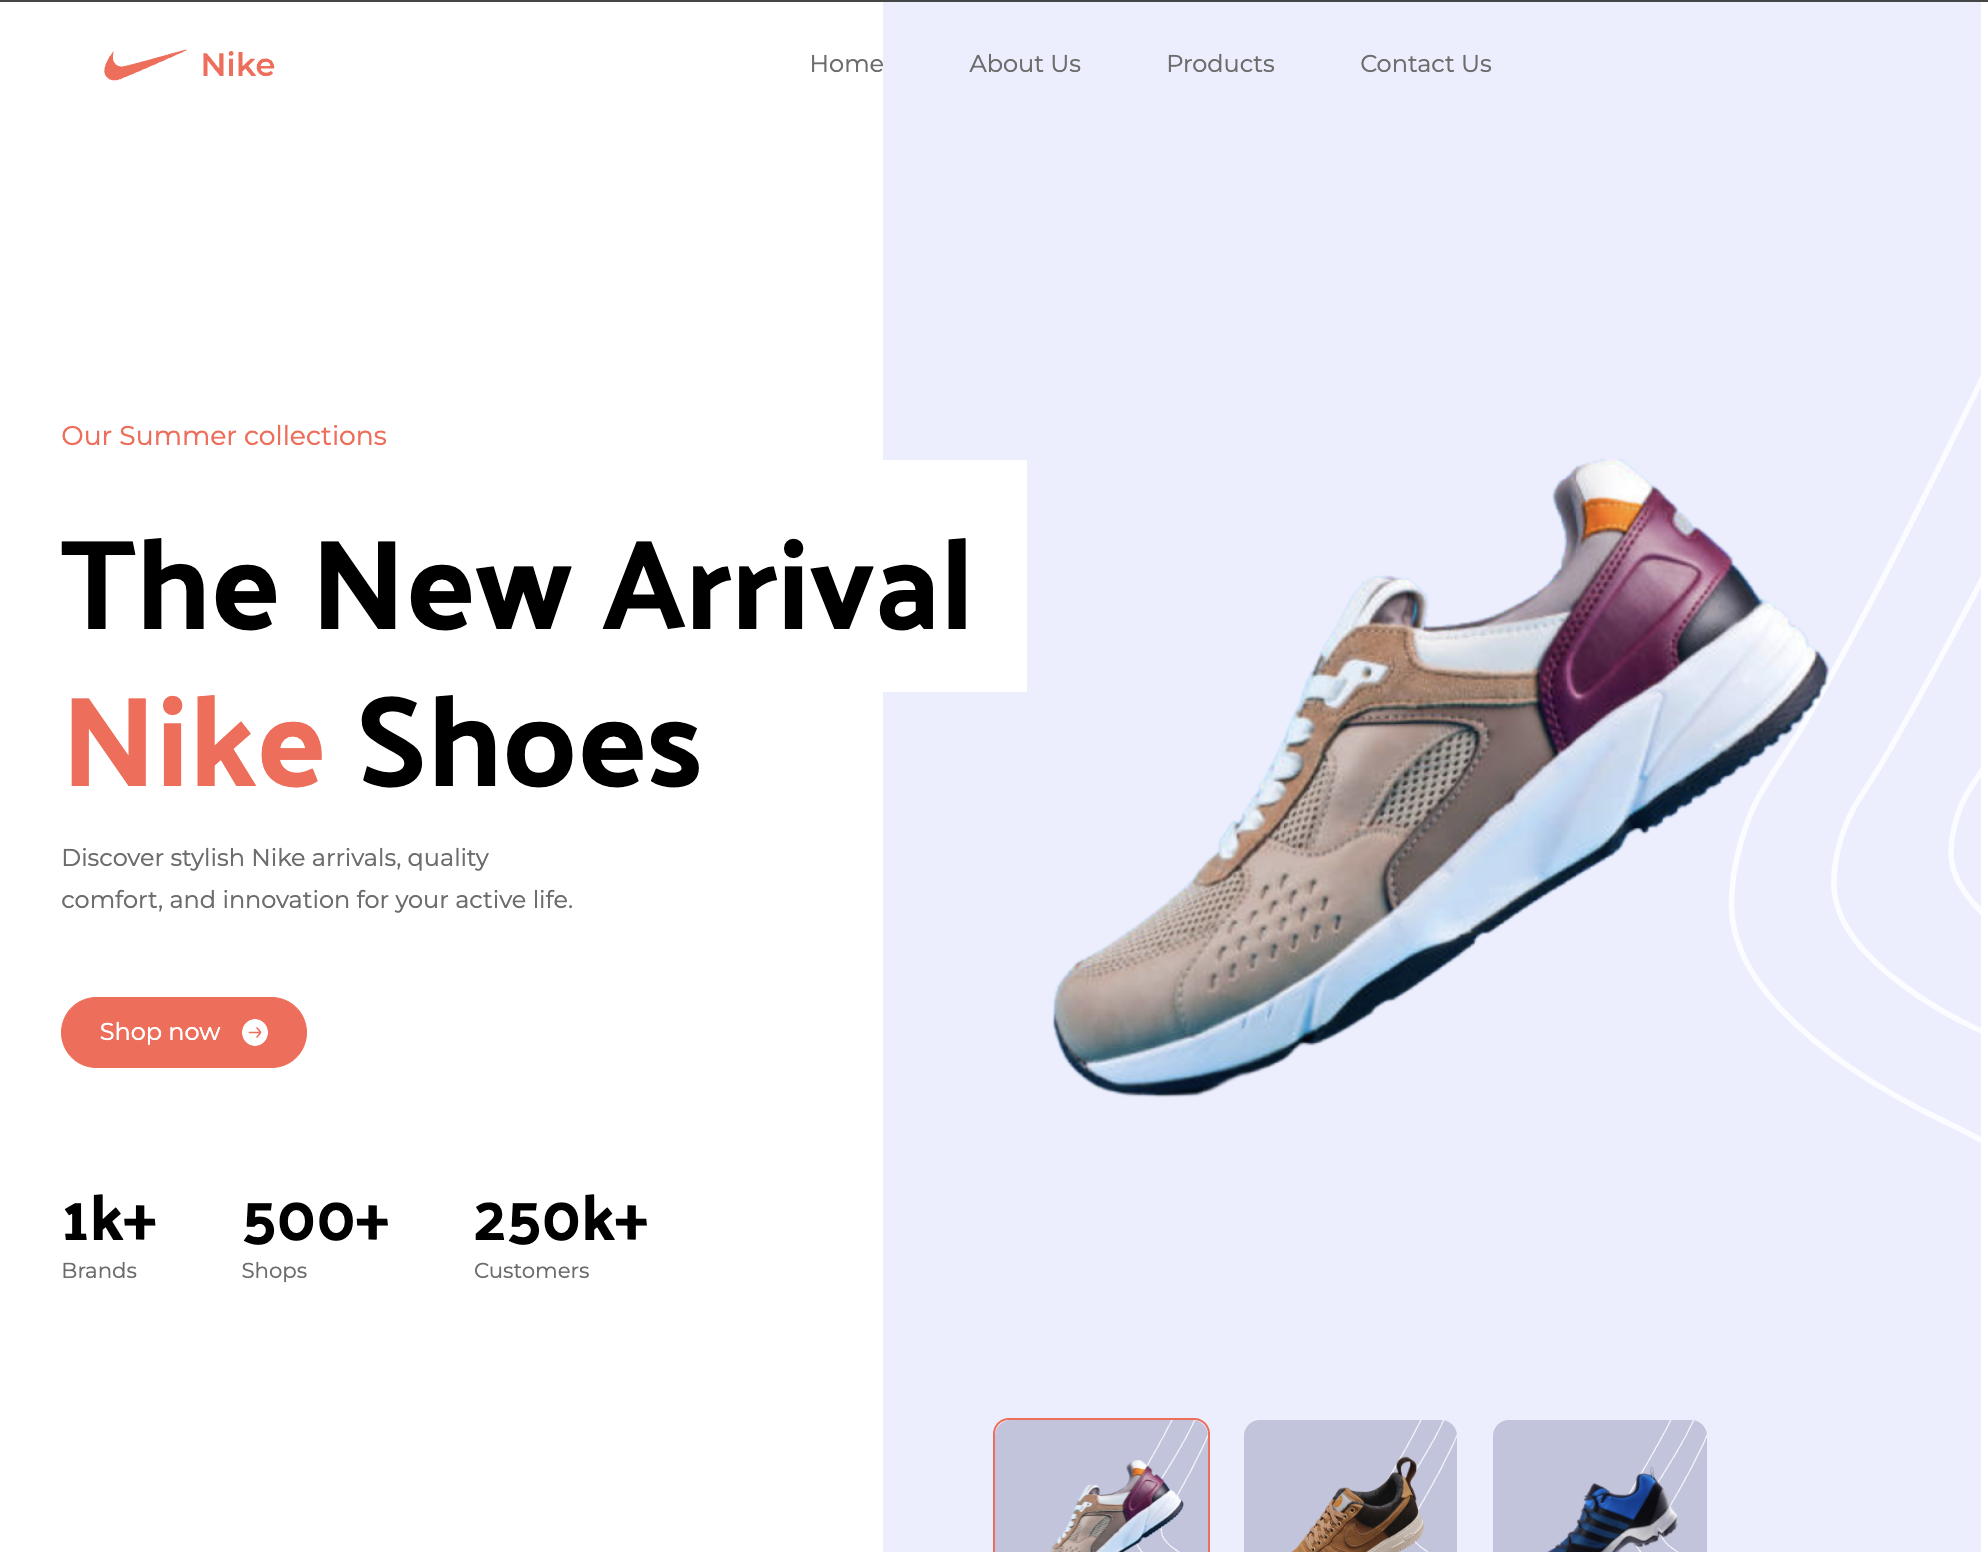 Nike
Home About Us Products Contact Us
Our Summer collections
The New Arrival
Nike Shoes
Discover stylish Nike arrivals, quality
comfort, and innovation for your active life.
Shop now
1k+ 500+ 250k+
Brands Shops Customers